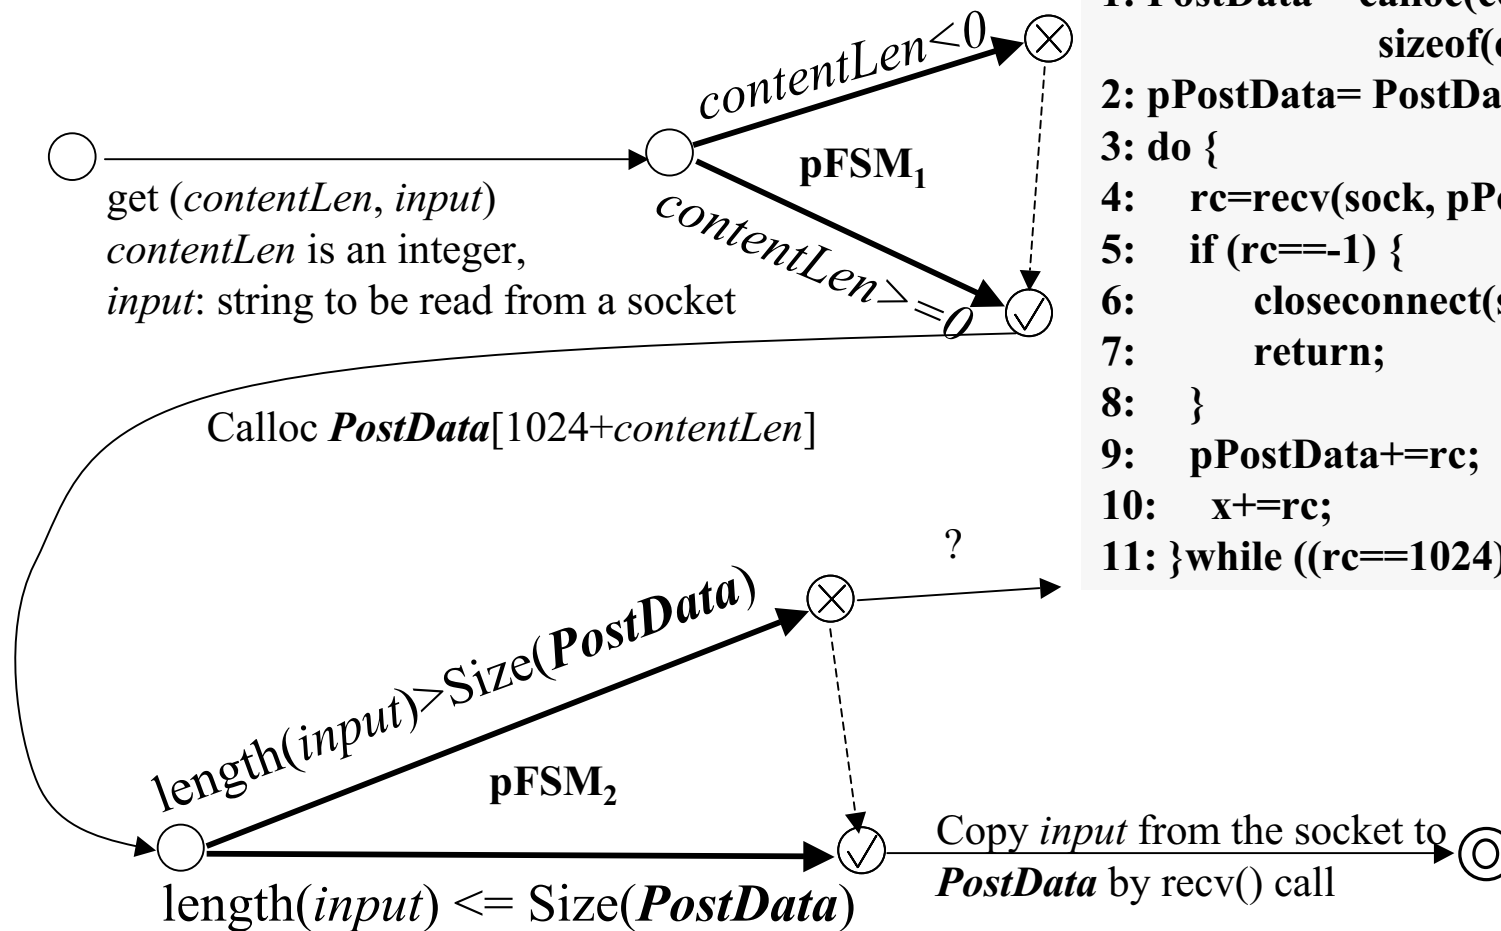 contentLen<0
pFSM1
get (contentLen, input)
contentLen is an integer,
input: string to be read from a socket
contentLen>=0
Calloc PostData[1024+contentLen]
?
length(input)>Size(PostData)
pFSM2
length(input) <= Size(PostData)
Copy input from the socket to
PostData by recv() call
1: PostData = calloc(
sizeof(
2: pPostData= PostDa
3: do {
4: rc=recv(sock, pP
5: if (rc==-1) {
6: closeconnect(
7: return;
8: }
9: pPostData+=rc;
10: x+=rc;
11: }while ((rc==1024)